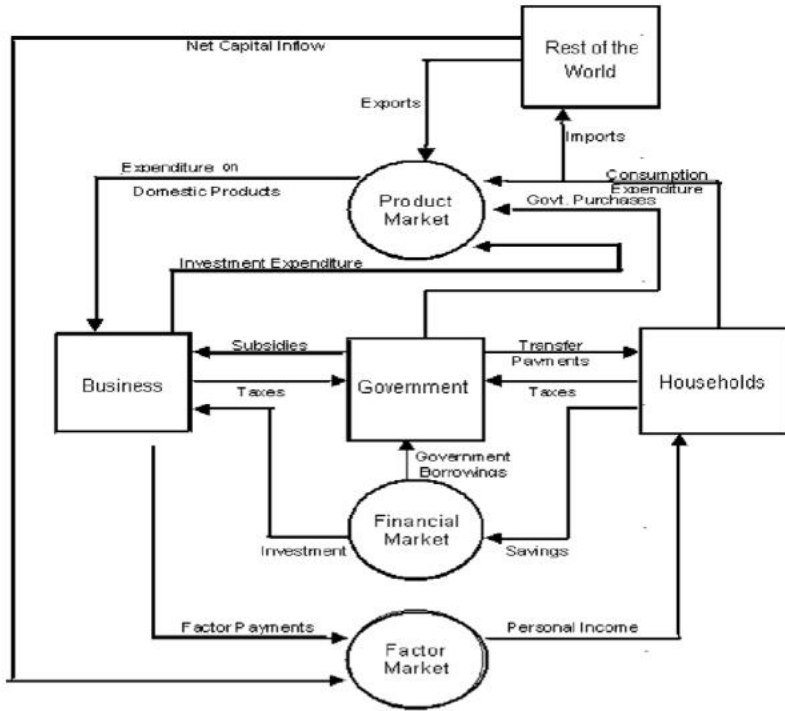 Net Capital Inflow
Rest of the
World
Exports
Imports
Expenditure on
Domestic Products
Consumption
Expenditure
Product
Market
Govt. Purchases
Investment Expenditure
Subsidies
Transfer
Payments
Business
Government
Households
Taxes
Taxes
Government
Borrowings
Financial
Market
Investment
Savings
Factor Payments
Personal Income
Factor
Market